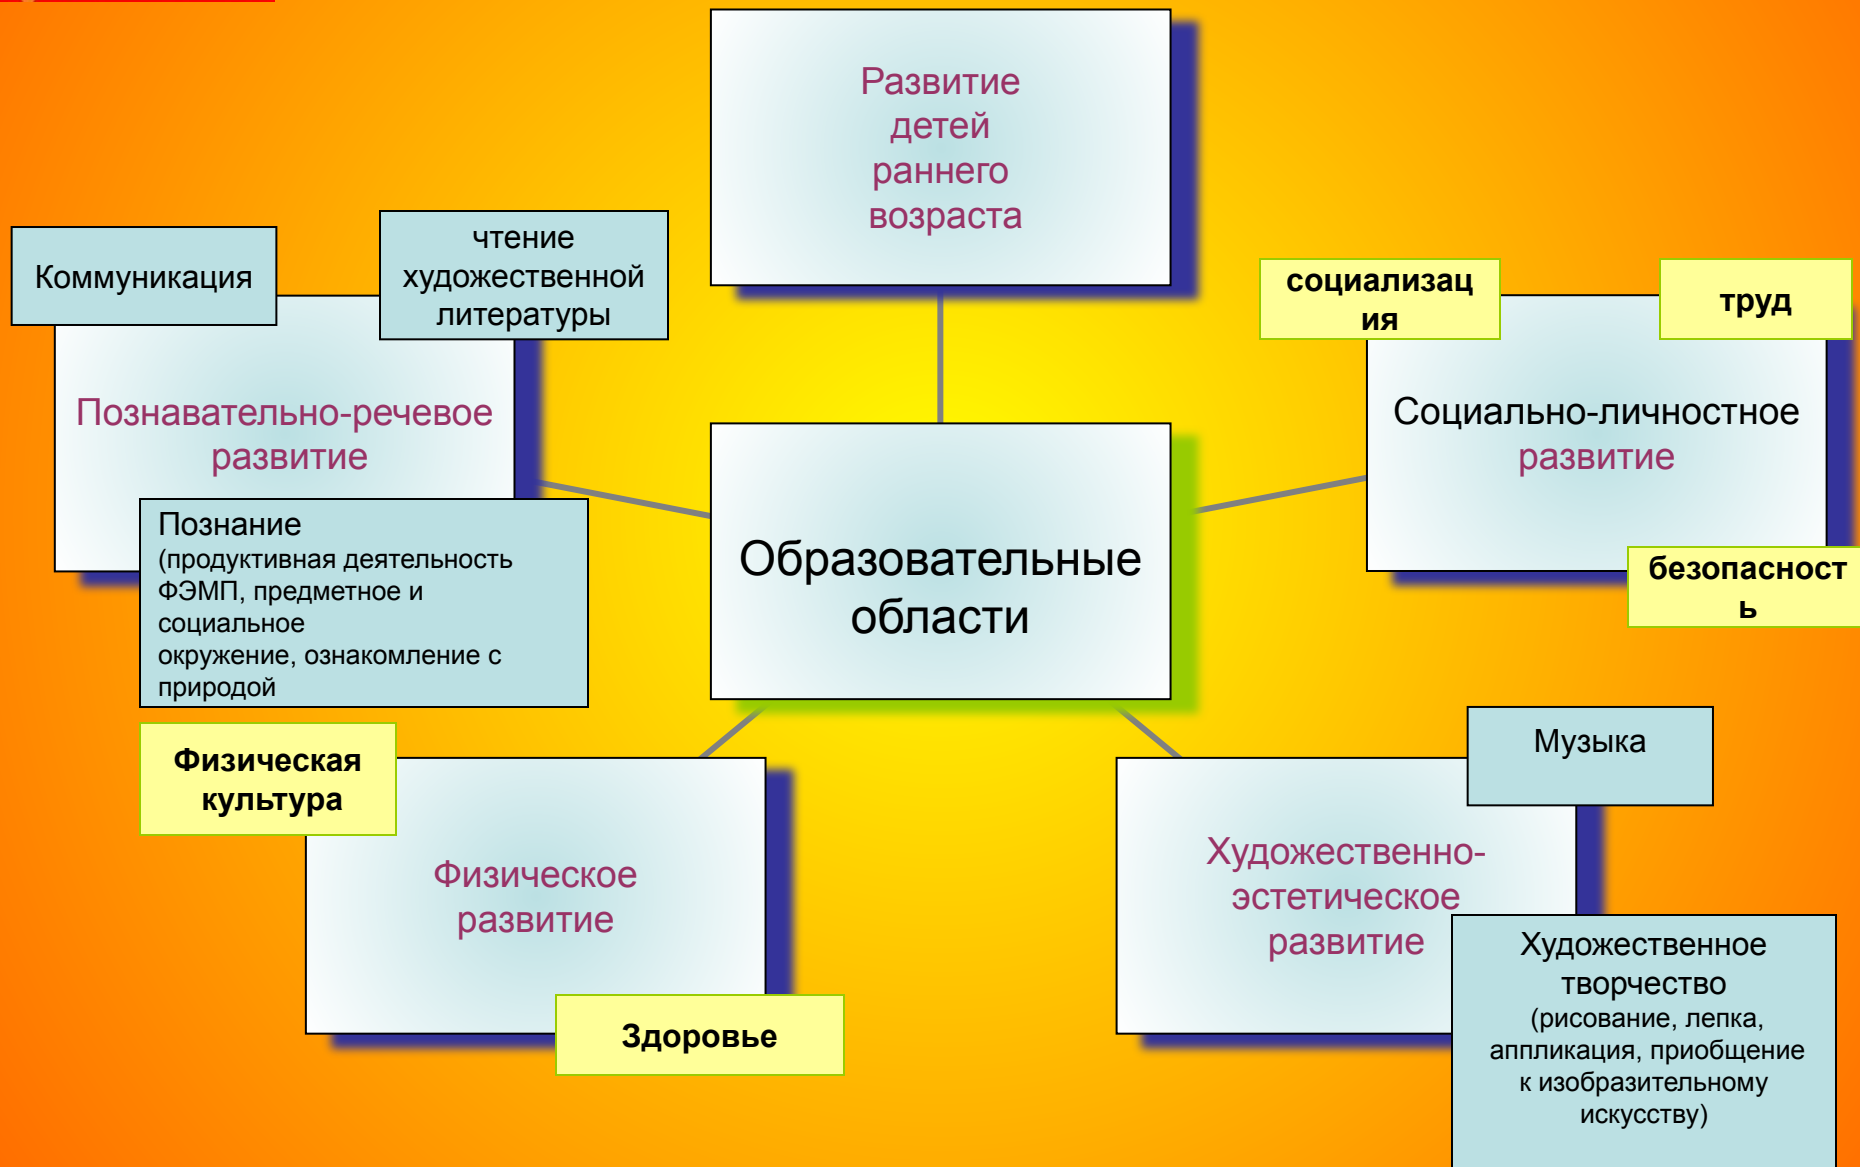 Развитие
детей
раннего
возраста
Коммуникация
чтение
художественной
литературы
Познавательно-речевое
развитие
Познание
(продуктивная деятельность
ФЭМП, предметное и
социальное
окружение, ознакомление с
природой
социализац
ия
труд
Социально-личностное
развитие
безопасност
ь
Образовательные
области
Физическая
культура
Физическое
развитие
Здоровье
Музыка
Художественно-
эстетическое
развитие
Художественное
творчество
(рисование, лепка,
аппликация, приобщение
к изобразительному
искусству)